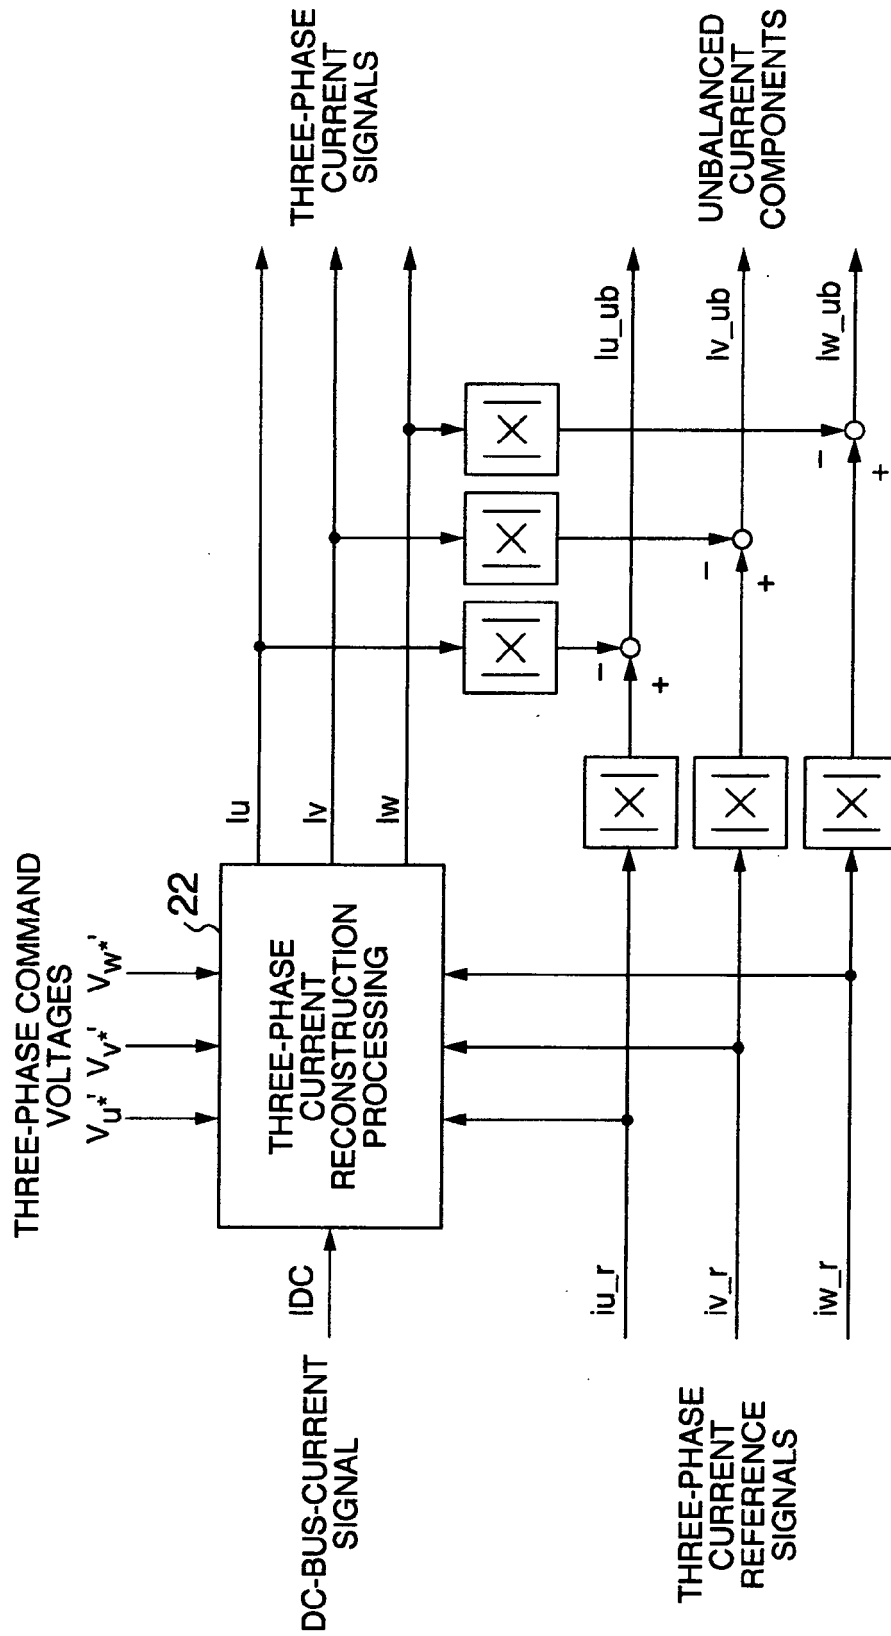 THREE-PHASE COMMAND
VOLTAGES
Vu*' Vv*' Vw*'
22
DC-BUS-CURRENT
SIGNAL
IDC
THREE-PHASE
CURRENT
RECONSTRUCTION
PROCESSING
Iu
Iv
Iw
THREE-PHASE
CURRENT
SIGNALS
|X|
|X|
|X|
THREE-PHASE
CURRENT
REFERENCE
SIGNALS
iu_r
iv_r
iw_r
|X|
|X|
|X|
−
+
−
+
−
+
Iu_ub
Iv_ub
Iw_ub
UNBALANCED
CURRENT
COMPONENTS